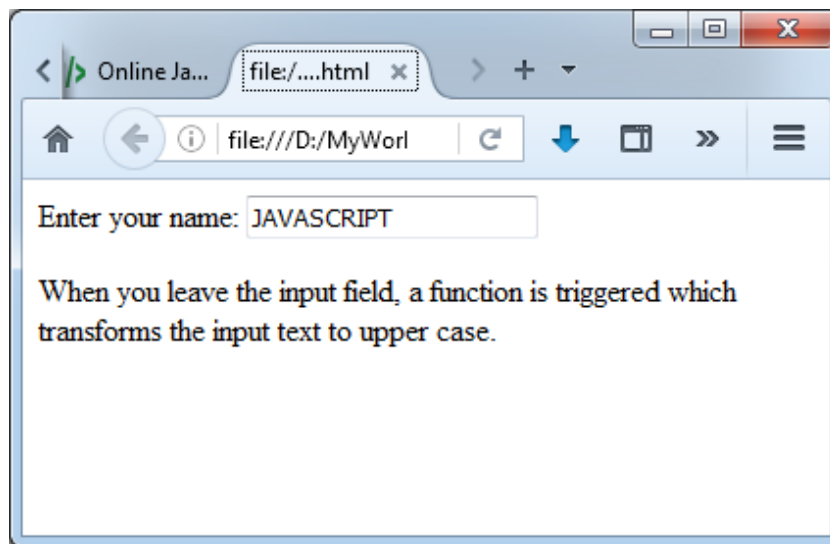 Online Ja...
file:/....html
file:///D:/MyWorl
Enter your name: JAVASCRIPT
When you leave the input field, a function is triggered which
transforms the input text to upper case.